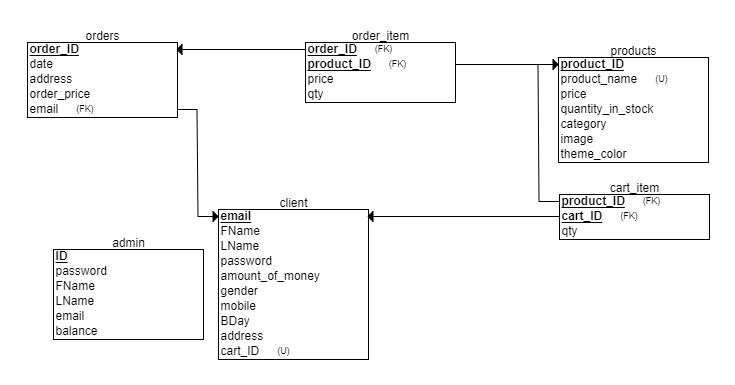 orders
order_ID
date
address
order_price
email (FK)
order_item
order_ID (FK)
product_ID (FK)
price
qty
products
product_ID
product_name (U)
price
quantity_in_stock
category
image
theme_color
cart_item
product_ID (FK)
cart_ID (FK)
qty
client
email
FName
LName
password
amount_of_money
gender
mobile
BDay
address
cart_ID (U)
admin
ID
password
FName
LName
email
balance